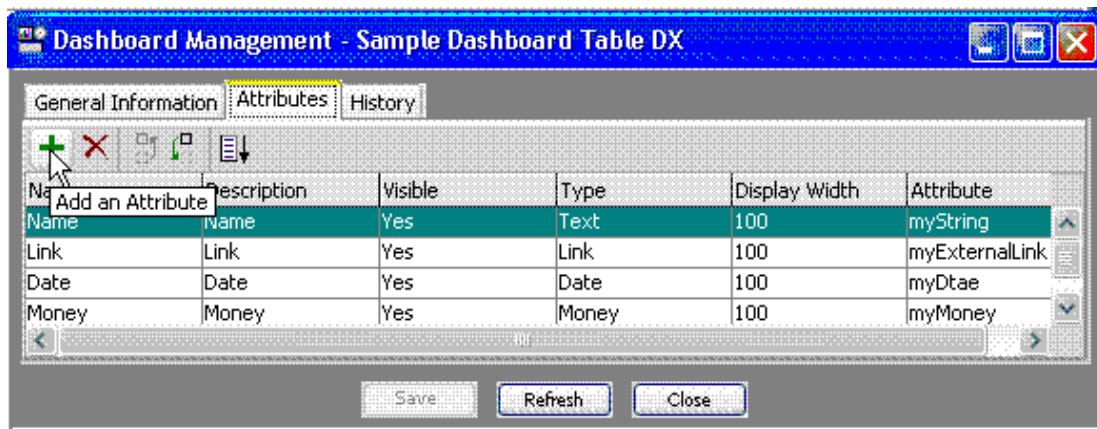 Dashboard Management - Sample Dashboard Table DX
General Information Attributes History
Add an Attribute
Description Visible Type Display Width Attribute
Name Name Yes Text 100 myString
Link Link Yes Link 100 myExternalLink
Date Date Yes Date 100 myDtae
Money Money Yes Money 100 myMoney
Save Refresh Close